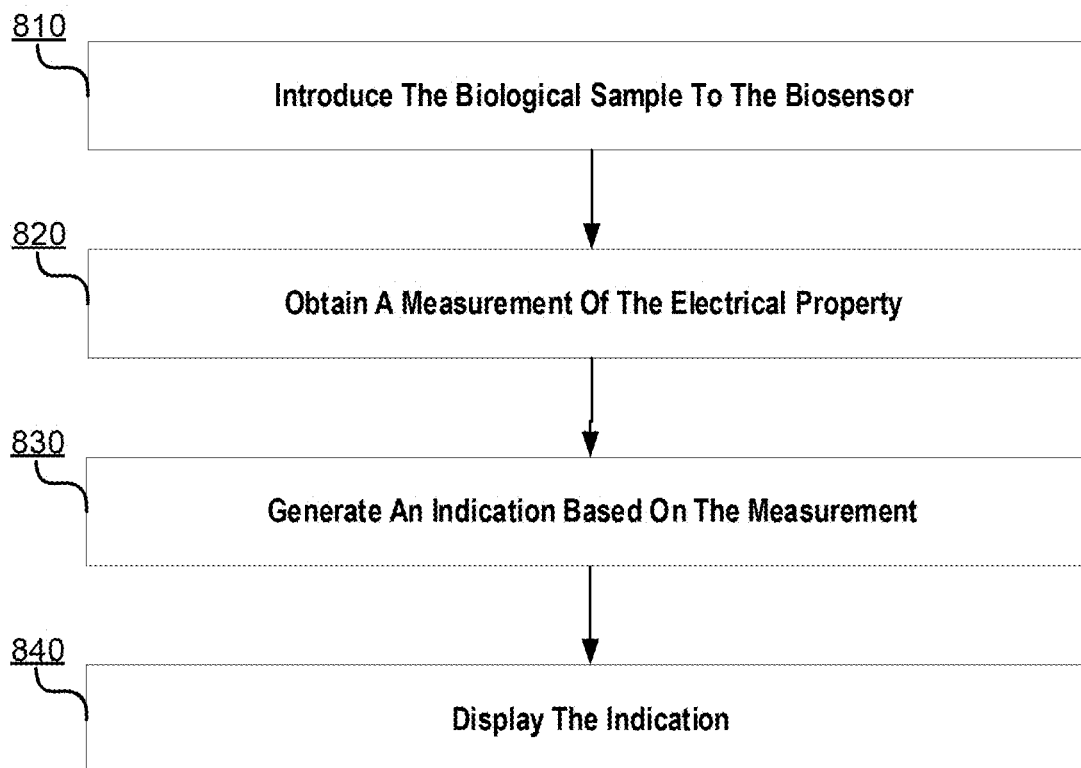 810
Introduce The Biological Sample To The Biosensor
820
Obtain A Measurement Of The Electrical Property
830
Generate An Indication Based On The Measurement
840
Display The Indication